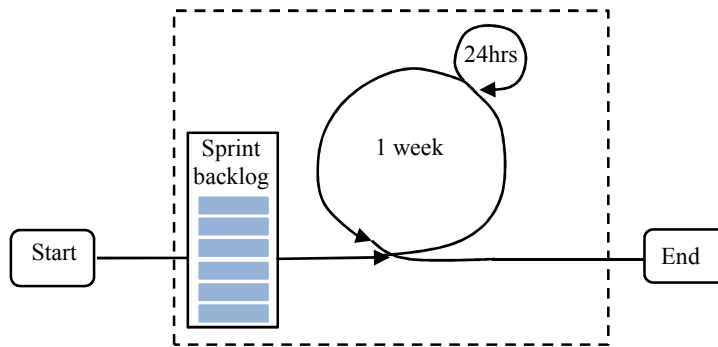 24hrs
Sprint
backlog
1 week
Start
End